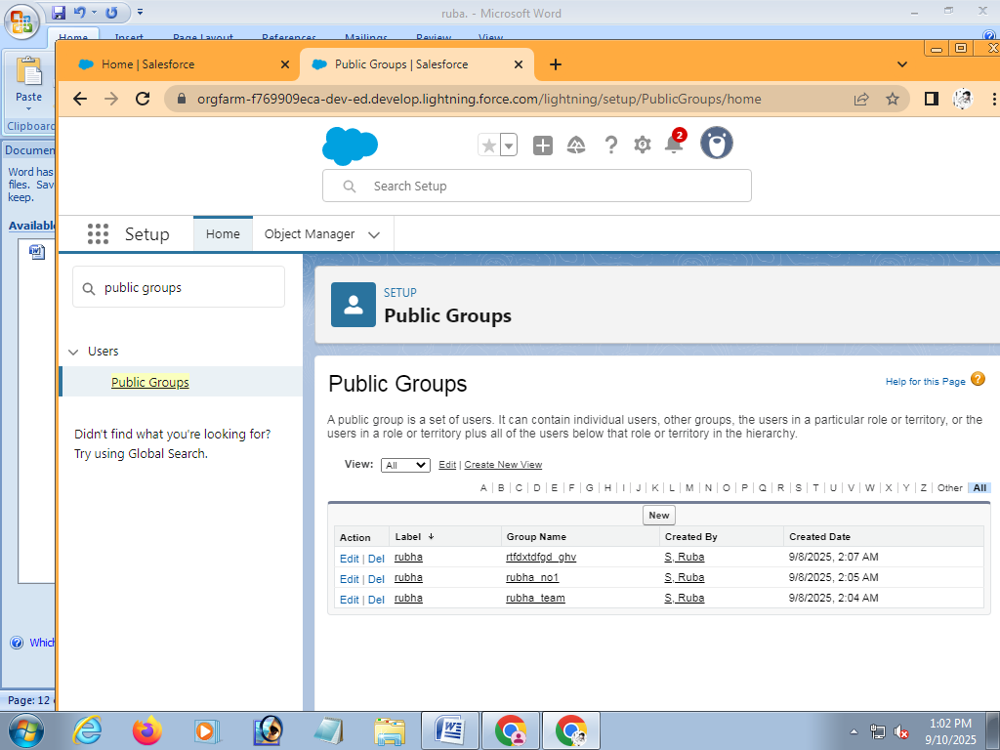 ruba. - Microsoft Word
Home Insert Page Layout References Mailings Review View
Paste
Clipboard
Documen
Word has
files. Sav
keep.
Available
Which
Page: 12
Home | Salesforce
Public Groups | Salesforce
orgfarm-f769909eca-dev-ed.develop.lightning.force.com/lightning/setup/PublicGroups/home
2
Search Setup
Setup
Home
Object Manager
public groups
Users
Public Groups
Didn't find what you're looking for?
Try using Global Search.
SETUP
Public Groups
Public Groups
Help for this Page ?
A public group is a set of users. It can contain individual users, other groups, the users in a particular role or territory, or the
users in a role or territory plus all of the users below that role or territory in the hierarchy.
View: All Edit | Create New View
A | B | C | D | E | F | G | H | I | J | K | L | M | N | O | P | Q | R | S | T | U | V | W | X | Y | Z | Other | All
New
Action Label Group Name Created By Created Date
Edit | Del rubha rtfdxtdfgd_ghv S, Ruba 9/8/2025, 2:07 AM
Edit | Del rubha rubha_no1 S, Ruba 9/8/2025, 2:05 AM
Edit | Del rubha rubha_team S, Ruba 9/8/2025, 2:04 AM
1:02 PM
9/10/2025